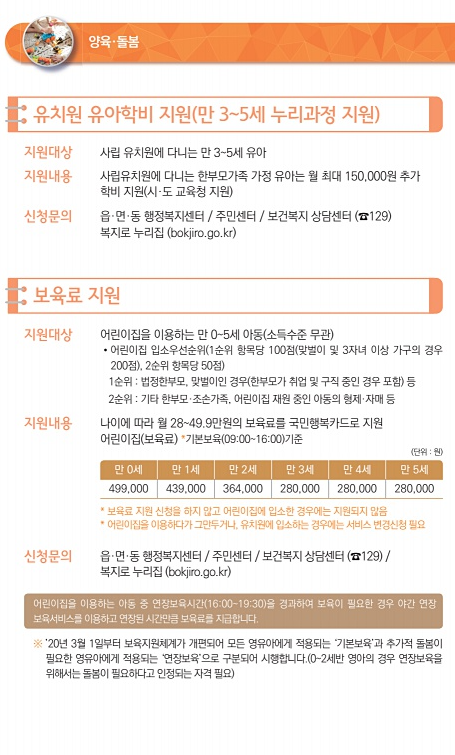 양육·돌봄
유치원 유아학비 지원(만 3~5세 누리과정 지원)
지원대상 사립 유치원에 다니는 만 3~5세 유아
지원내용 사립유치원에 다니는 한부모가족 가정 유아는 월 최대 150,000원 추가
학비 지원(시·도 교육청 지원)
신청문의 읍·면·동 행정복지센터 / 주민센터 / 보건복지 상담센터 (☎129)
복지로 누리집 (bokjiro.go.kr)
보육료 지원
지원대상 어린이집을 이용하는 만 0~5세 아동(소득수준 무관)
• 어린이집 입소우선순위(1순위 항목당 100점(맞벌이 및 3자녀 이상 가구의 경우
200점), 2순위 항목당 50점)
1순위 : 법정한부모, 맞벌이인 경우(한부모가 취업 및 구직 중인 경우 포함) 등
2순위 : 기타 한부모·조손가족, 어린이집 재원 중인 아동의 형제·자매 등
지원내용 나이에 따라 월 28~49.9만원의 보육료를 국민행복카드로 지원
어린이집(보육료) *기본보육(09:00~16:00)기준
(단위 : 원)
만 0세 만 1세 만 2세 만 3세 만 4세 만 5세
499,000 439,000 364,000 280,000 280,000 280,000
* 보육료 지원 신청을 하지 않고 어린이집에 입소한 경우에는 지원되지 않음
* 어린이집을 이용하다가 그만두거나, 유치원에 입소하는 경우에는 서비스 변경신청 필요
신청문의 읍·면·동 행정복지센터 / 주민센터 / 보건복지 상담센터 (☎129) /
복지로 누리집 (bokjiro.go.kr)
어린이집을 이용하는 아동 중 연장보육시간(16:00~19:30)을 경과하여 보육이 필요한 경우 야간 연장
보육서비스를 이용하고 연장된 시간만큼 보육료를 지급합니다.
※ '20년 3월 1일부터 보육지원체계가 개편되어 모든 영유아에게 적용되는 '기본보육'과 추가적 돌봄이
필요한 영유아에게 적용되는 '연장보육'으로 구분되어 시행합니다.(0~2세반 영아의 경우 연장보육을
위해서는 돌봄이 필요하다고 인정되는 자격 필요)